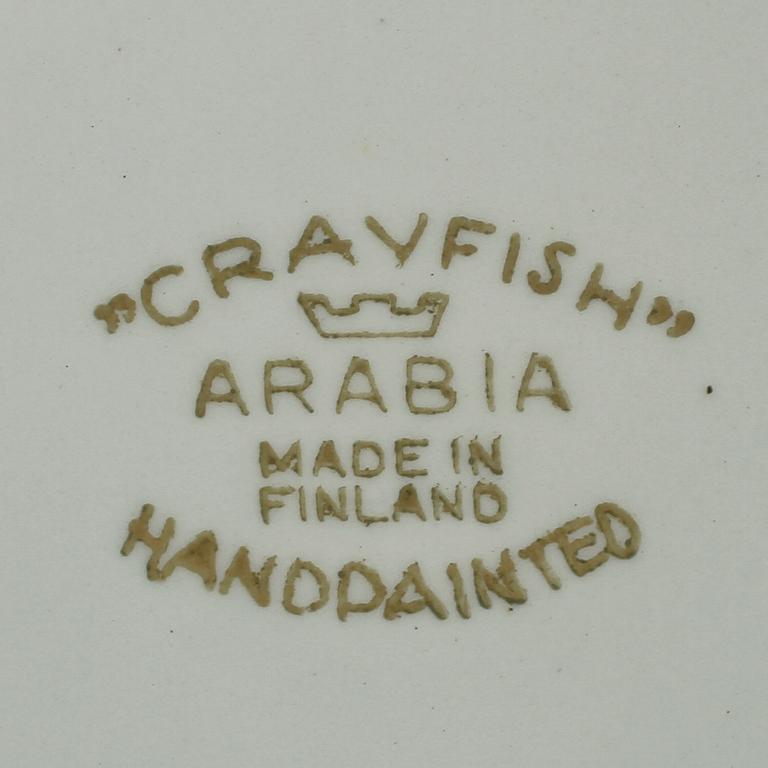 "CRAYFISH"
ARABIA
MADE IN
FINLAND
HANDPAINTED